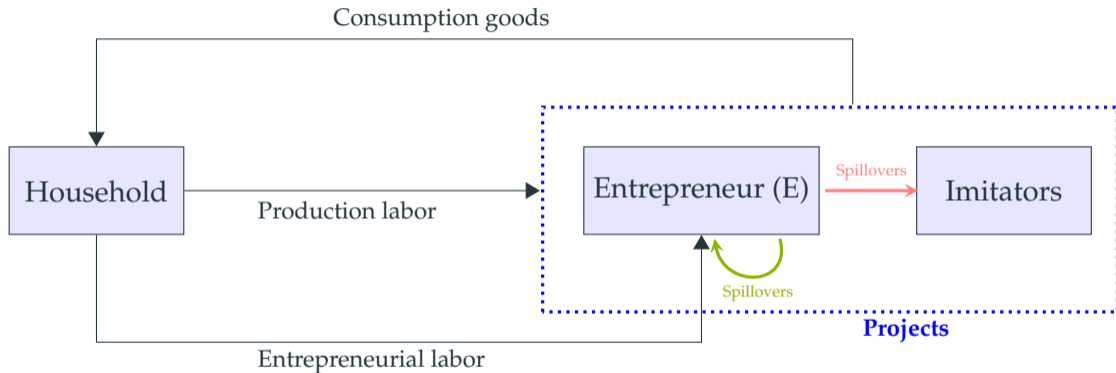 Consumption goods
Household
Production labor
Entrepreneur (E)
Spillovers
Imitators
Spillovers
Projects
Entrepreneurial labor